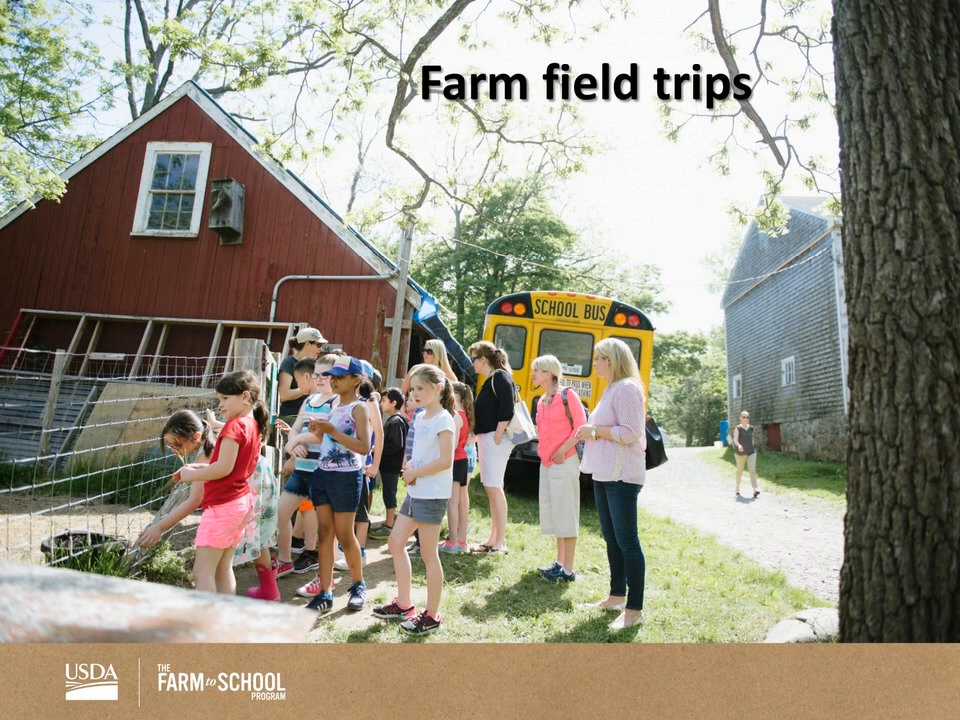 Farm field trips
SCHOOL BUS
USDA
THE
FARM to SCHOOL
PROGRAM